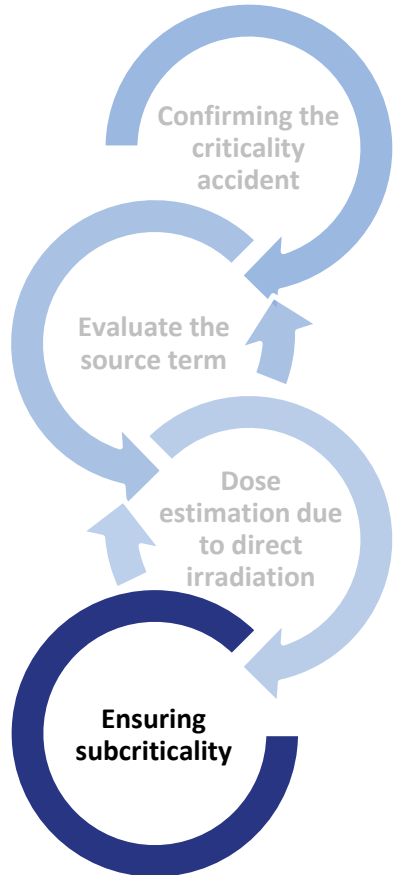 Confirming the
criticality
accident
Evaluate the
source term
Dose
estimation due
to direct
irradiation
Ensuring
subcriticality